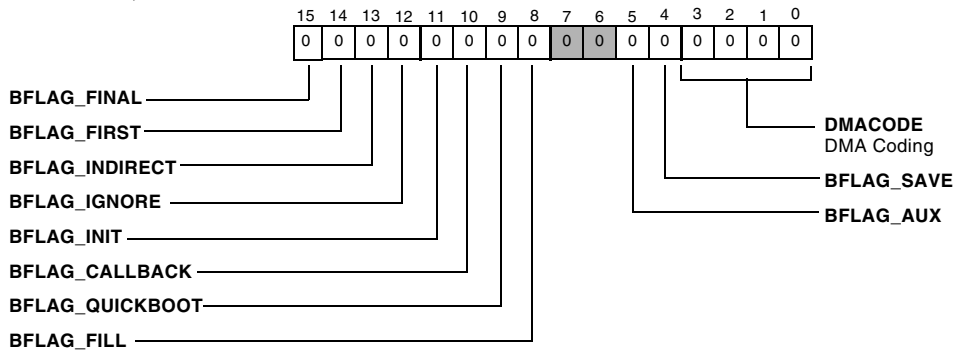 15 14 13 12 11 10 9 8 7 6 5 4 3 2 1 0
0 0 0 0 0 0 0 0 0 0 0 0 0 0 0 0
BFLAG_FINAL
BFLAG_FIRST
BFLAG_INDIRECT
BFLAG_IGNORE
BFLAG_INIT
BFLAG_CALLBACK
BFLAG_QUICKBOOT
BFLAG_FILL
DMACODE
DMA Coding
BFLAG_SAVE
BFLAG_AUX